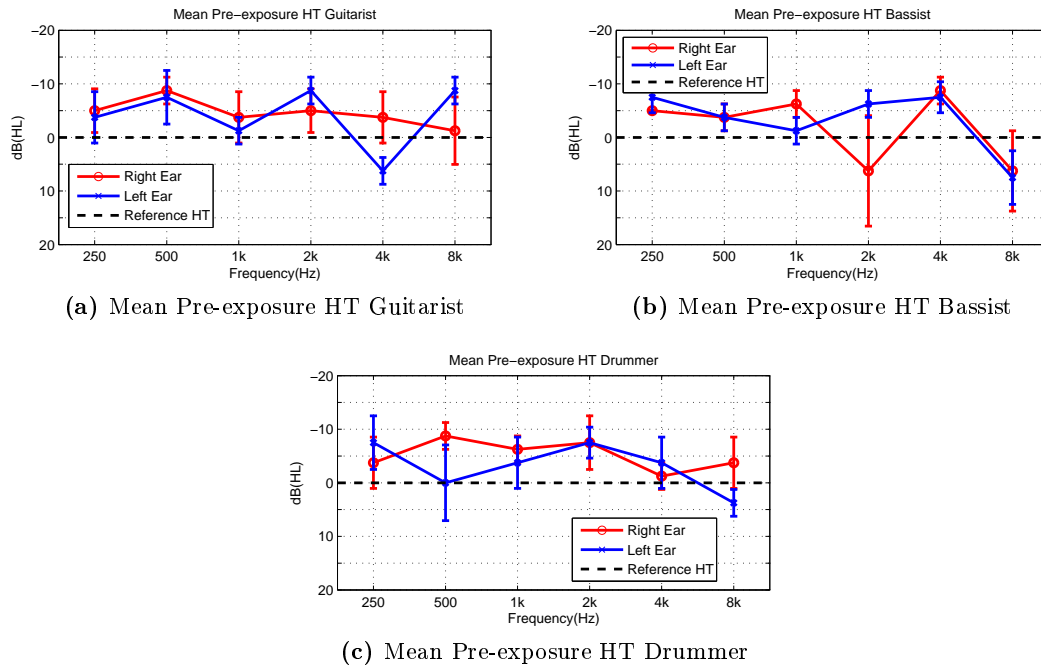 Mean Pre-exposure HT Guitarist
-20
-10
0
10
20
dB(HL)
Right Ear
Left Ear
Reference HT
250 500 1k 2k 4k 8k
Frequency(Hz)
(a) Mean Pre-exposure HT Guitarist
Mean Pre-exposure HT Bassist
-20
-10
0
10
20
dB(HL)
Right Ear
Left Ear
Reference HT
250 500 1k 2k 4k 8k
Frequency(Hz)
(b) Mean Pre-exposure HT Bassist
Mean Pre-exposure HT Drummer
-20
-10
0
10
20
dB(HL)
Right Ear
Left Ear
Reference HT
250 500 1k 2k 4k 8k
Frequency(Hz)
(c) Mean Pre-exposure HT Drummer